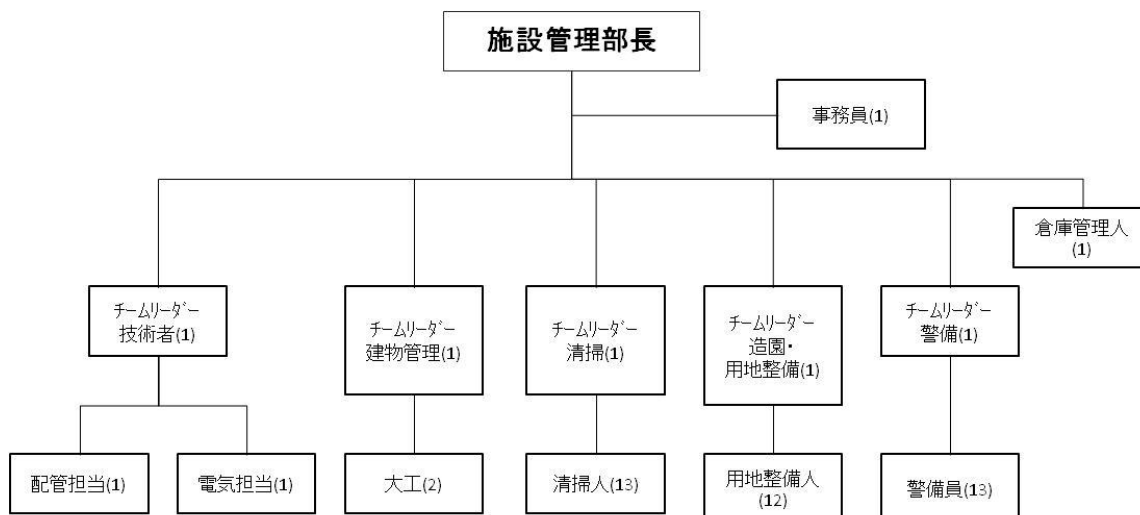 施設管理部長
事務員(1)
倉庫管理人
(1)
ﾁｰﾑﾘｰﾀﾞｰ
技術者(1)
ﾁｰﾑﾘｰﾀﾞｰ
建物管理(1)
ﾁｰﾑﾘｰﾀﾞｰ
清掃(1)
ﾁｰﾑﾘｰﾀﾞｰ
造園・
用地整備(1)
ﾁｰﾑﾘｰﾀﾞｰ
警備(1)
配管担当(1)
電気担当(1)
大工(2)
清掃人(13)
用地整備人
(12)
警備員(13)